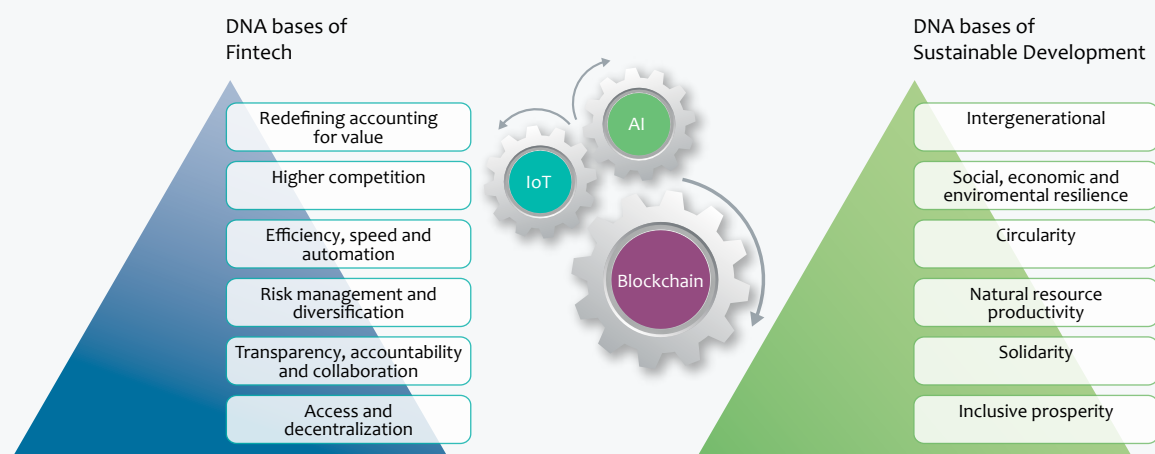 DNA bases of
Fintech
Redefining accounting
for value
Higher competition
Efficiency, speed and
automation
Risk management and
diversification
Transparency, accountability
and collaboration
Access and
decentralization
AI
IoT
Blockchain
DNA bases of
Sustainable Development
Intergenerational
Social, economic and
enviromental resilience
Circularity
Natural resource
productivity
Solidarity
Inclusive prosperity